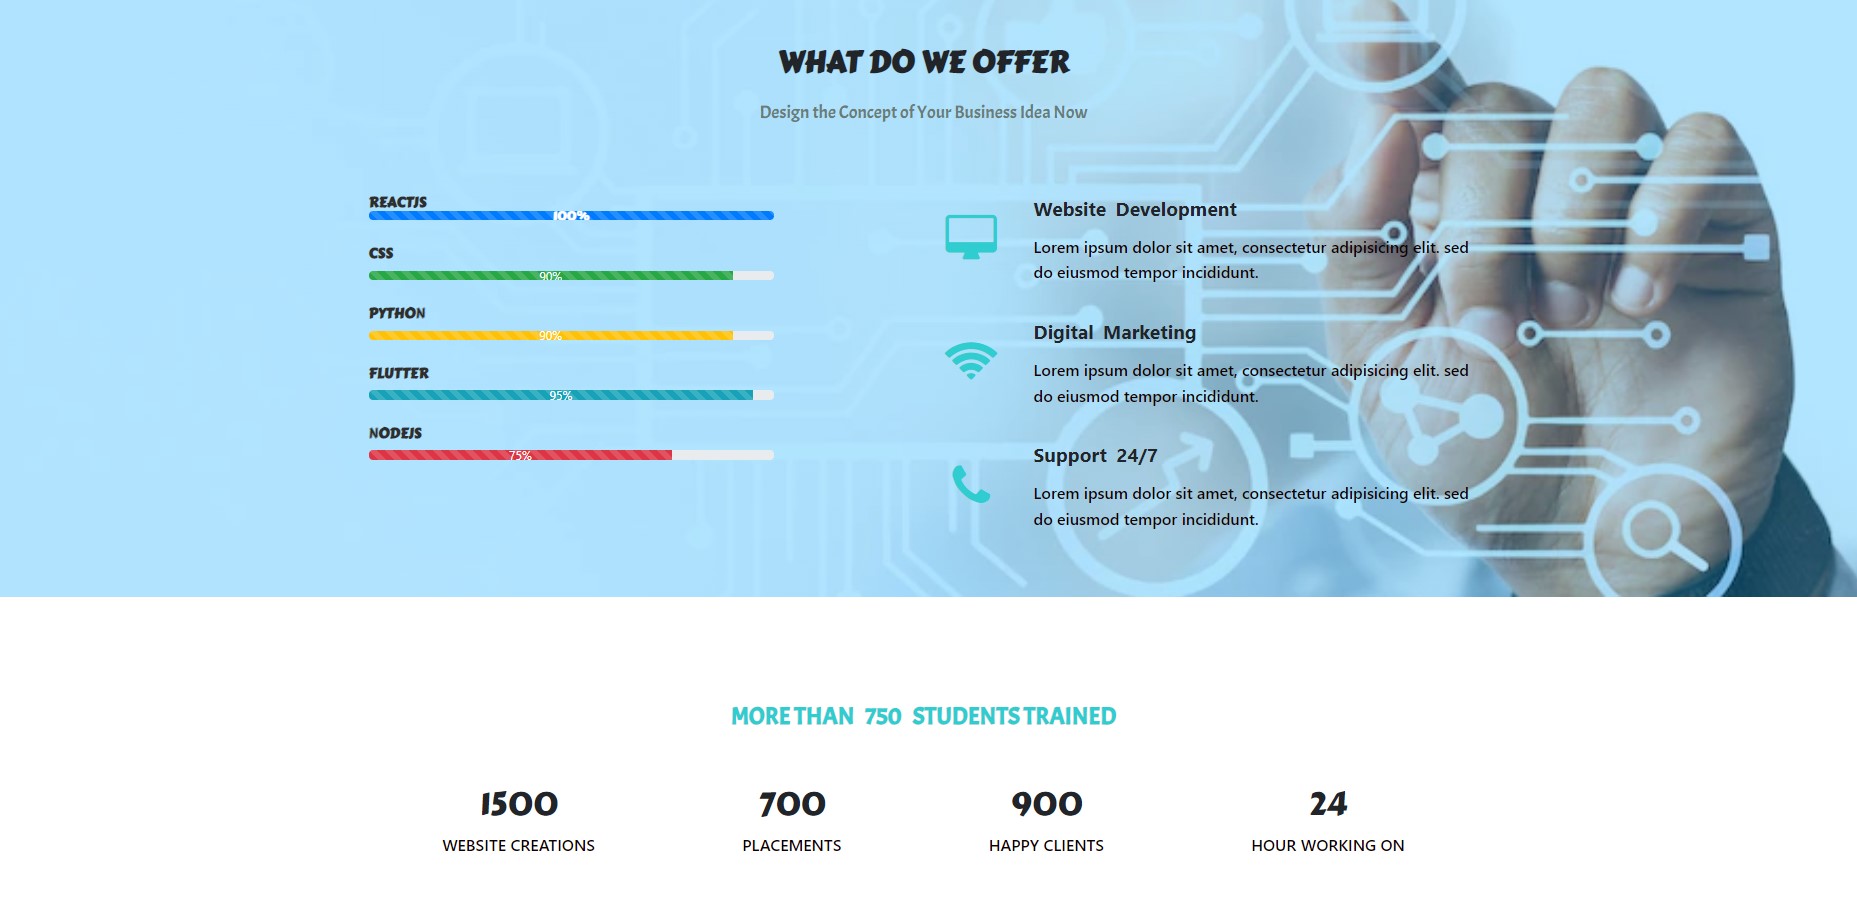 WHAT DO WE OFFER
Design the Concept of Your Business Idea Now
REACTJS
100%
CSS
90%
PYTHON
90%
FLUTTER
95%
NODEJS
75%
Website Development
Lorem ipsum dolor sit amet, consectetur adipisicing elit. sed
do eiusmod tempor incididunt.
Digital Marketing
Lorem ipsum dolor sit amet, consectetur adipisicing elit. sed
do eiusmod tempor incididunt.
Support 24/7
Lorem ipsum dolor sit amet, consectetur adipisicing elit. sed
do eiusmod tempor incididunt.
MORE THAN 750 STUDENTS TRAINED
1500
WEBSITE CREATIONS
700
PLACEMENTS
900
HAPPY CLIENTS
24
HOUR WORKING ON